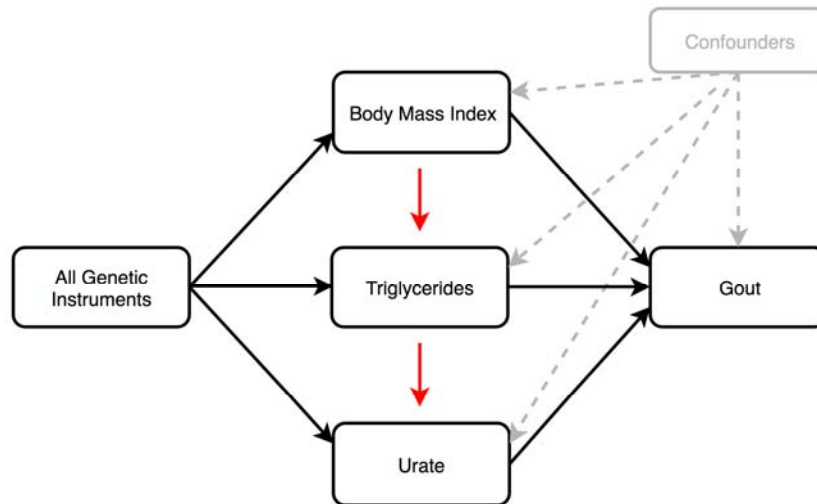 Confounders
Body Mass Index
All Genetic
Instruments
Triglycerides
Gout
Urate